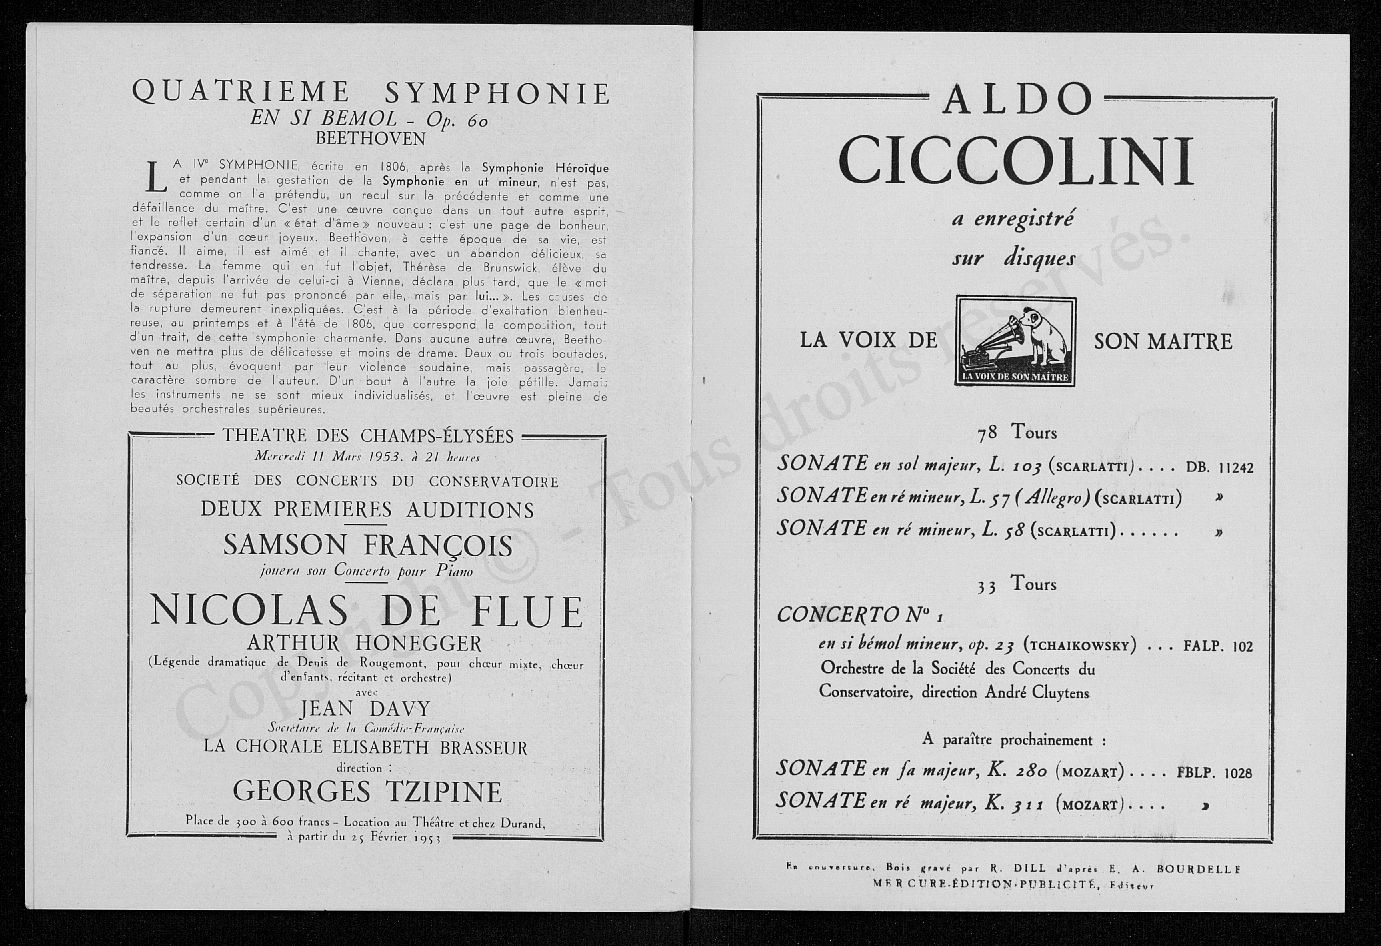 QUATRIEME SYMPHONIE
EN SI BEMOL - Op. 60
BEETHOVEN
LA IVe SYMPHONIE, écrite en 1806, après la Symphonie Héroïque
et pendant la gestation de la Symphonie en ut mineur, n'est pas,
comme on l'a prétendu, un recul sur la précédente et comme une
défaillance du maître. C'est une œuvre conçue dans un tout autre esprit,
et le reflet certain d'un « état d'âme » nouveau : c'est une page de bonheur,
l'expansion d'un cœur joyeux. Beethoven, à cette époque de sa vie, est
fiancé. Il aime, il est aimé et il chante, avec un abandon délicieux, sa
tendresse. La femme qui en fut l'objet, Thérèse de Brunswick, élève du
maître, depuis l'arrivée de celui-ci à Vienne, déclara plus tard, que le « mot
de séparation ne fut pas prononcé par elle, mais par lui... ». Les causes de
la rupture demeurent inexpliquées. C'est à la période d'exaltation bienheu-
reuse, au printemps et à l'été de 1806, que correspond la composition, tout
d'un trait, de cette symphonie charmante. Dans aucune autre œuvre, Beetho
ven ne mettra plus de délicatesse et moins de drame. Deux ou trois boutades,
tout au plus, évoquent par leur violence soudaine, mais passagère, le
caractère sombre de l'auteur. D'un bout à l'autre la joie pétille. Jamais
les instruments ne se sont mieux individualisés, et l'œuvre est pleine de
beautés orchestrales supérieures.
THEATRE DES CHAMPS-ÉLYSÉES
Mercredi 11 Mars 1953, à 21 heures
SOCIETÉ DES CONCERTS DU CONSERVATOIRE
DEUX PREMIERES AUDITIONS
SAMSON FRANÇOIS
jouera son Concerto pour Piano
NICOLAS DE FLUE
ARTHUR HONEGGER
(Légende dramatique de Denis de Rougemont, pour chœur mixte, chœur
d'enfants, récitant et orchestre)
avec
JEAN DAVY
Sociétaire de la Comédie-Française
LA CHORALE ELISABETH BRASSEUR
direction :
GEORGES TZIPINE
Place de 300 à 600 francs - Location au Théâtre et chez Durand,
à partir du 25 Février 1953
ALDO
CICCOLINI
a enregistré
sur disques
LA VOIX DE SON MAITRE
LA VOIX DE SON MAÎTRE
78 Tours
SONATE en sol majeur, L. 103 (SCARLATTI) .... DB. 11242
SONATE en ré mineur, L. 57 (Allegro) (SCARLATTI) »
SONATE en ré mineur, L. 58 (SCARLATTI) ...... »
33 Tours
CONCERTO No 1
en si bémol mineur, op. 23 (TCHAIKOWSKY) ... FALP. 102
Orchestre de la Société des Concerts du
Conservatoire, direction André Cluytens
A paraître prochainement :
SONATE en fa majeur, K. 280 (MOZART) .... FBLP. 1028
SONATE en ré majeur, K. 311 (MOZART) .... »
En couverture, Bois gravé par R. DILL d'après E. A. BOURDELLE
MERCURE-ÉDITION-PUBLICITÉ, Editeur
Copyright © - Tous droits réservés.